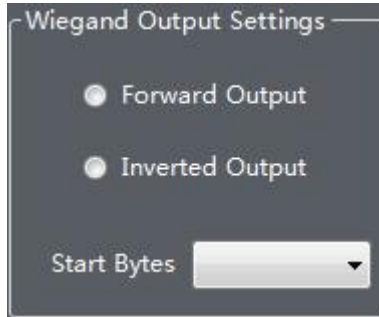 Wiegand Output Settings
Forward Output
Inverted Output
Start Bytes